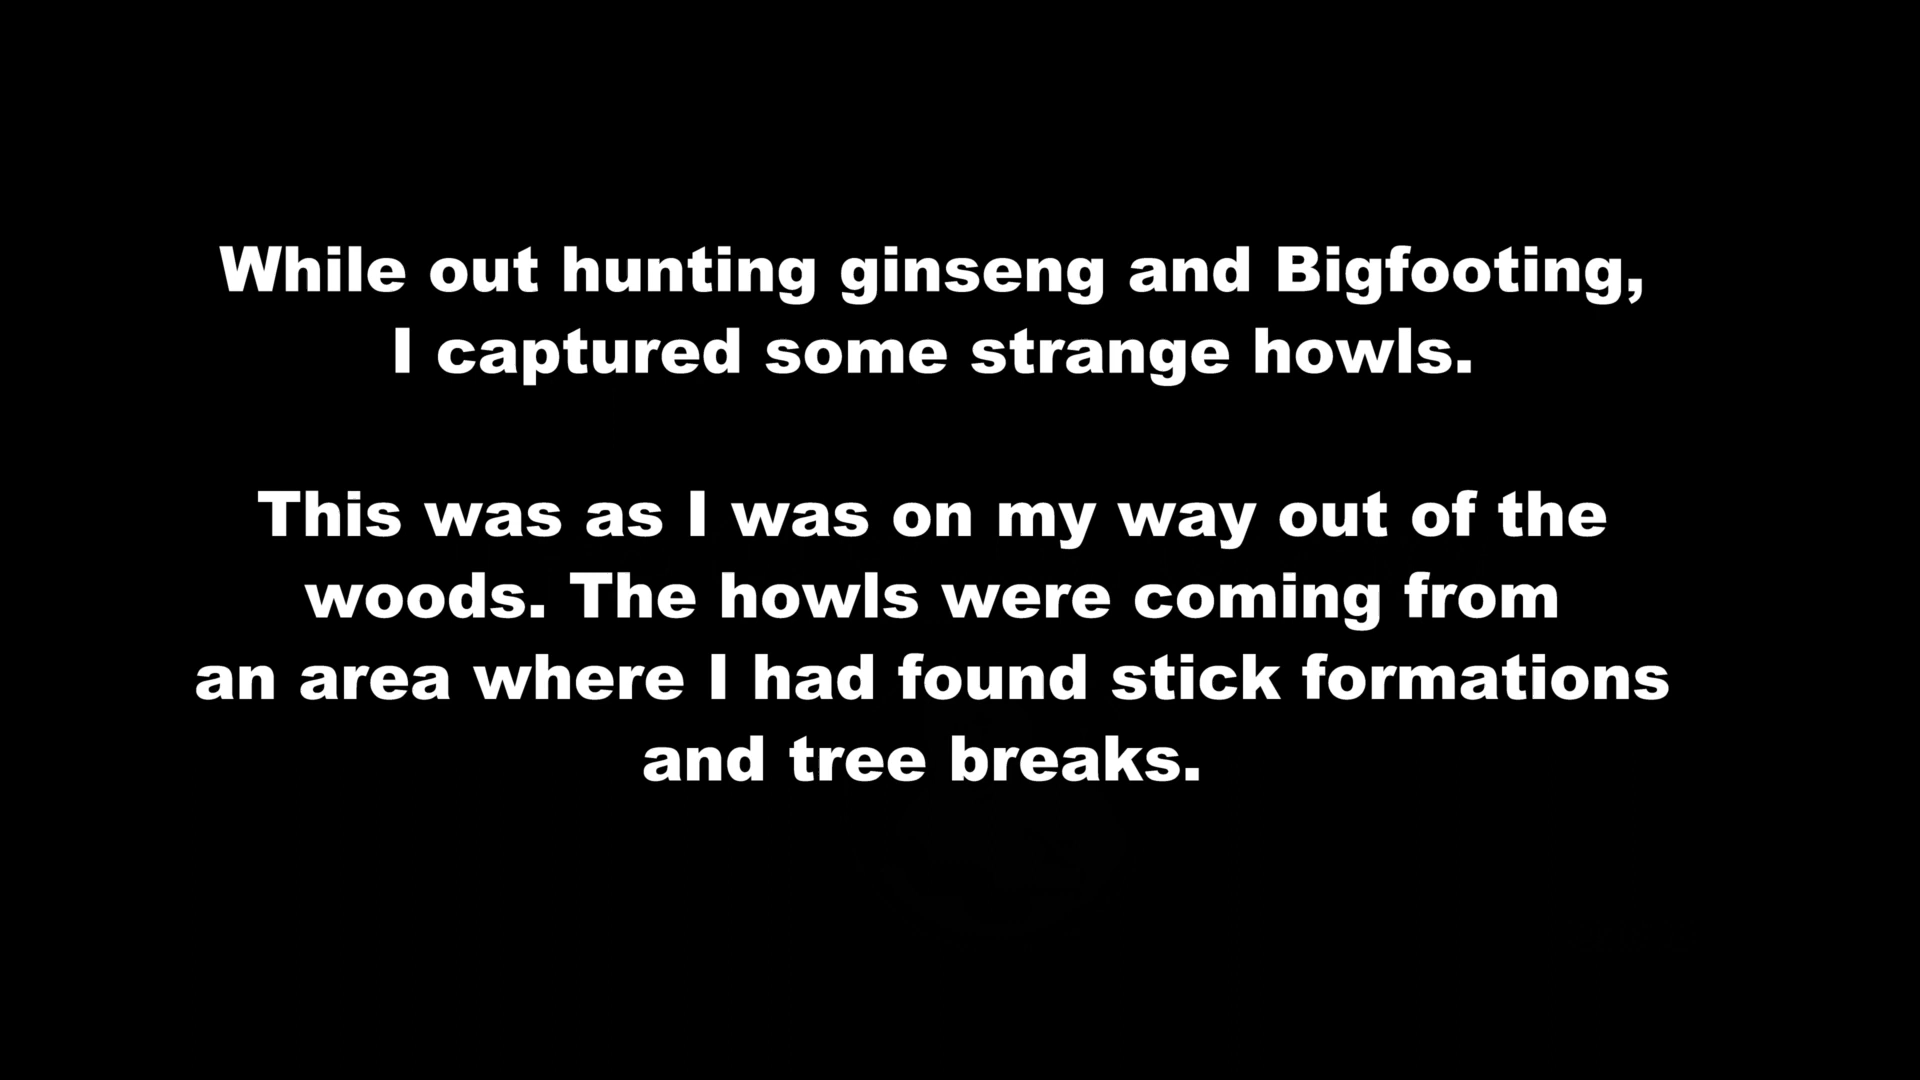 While out hunting ginseng and Bigfooting,
I captured some strange howls.
This was as I was on my way out of the
woods. The howls were coming from
an area where I had found stick formations
and tree breaks.